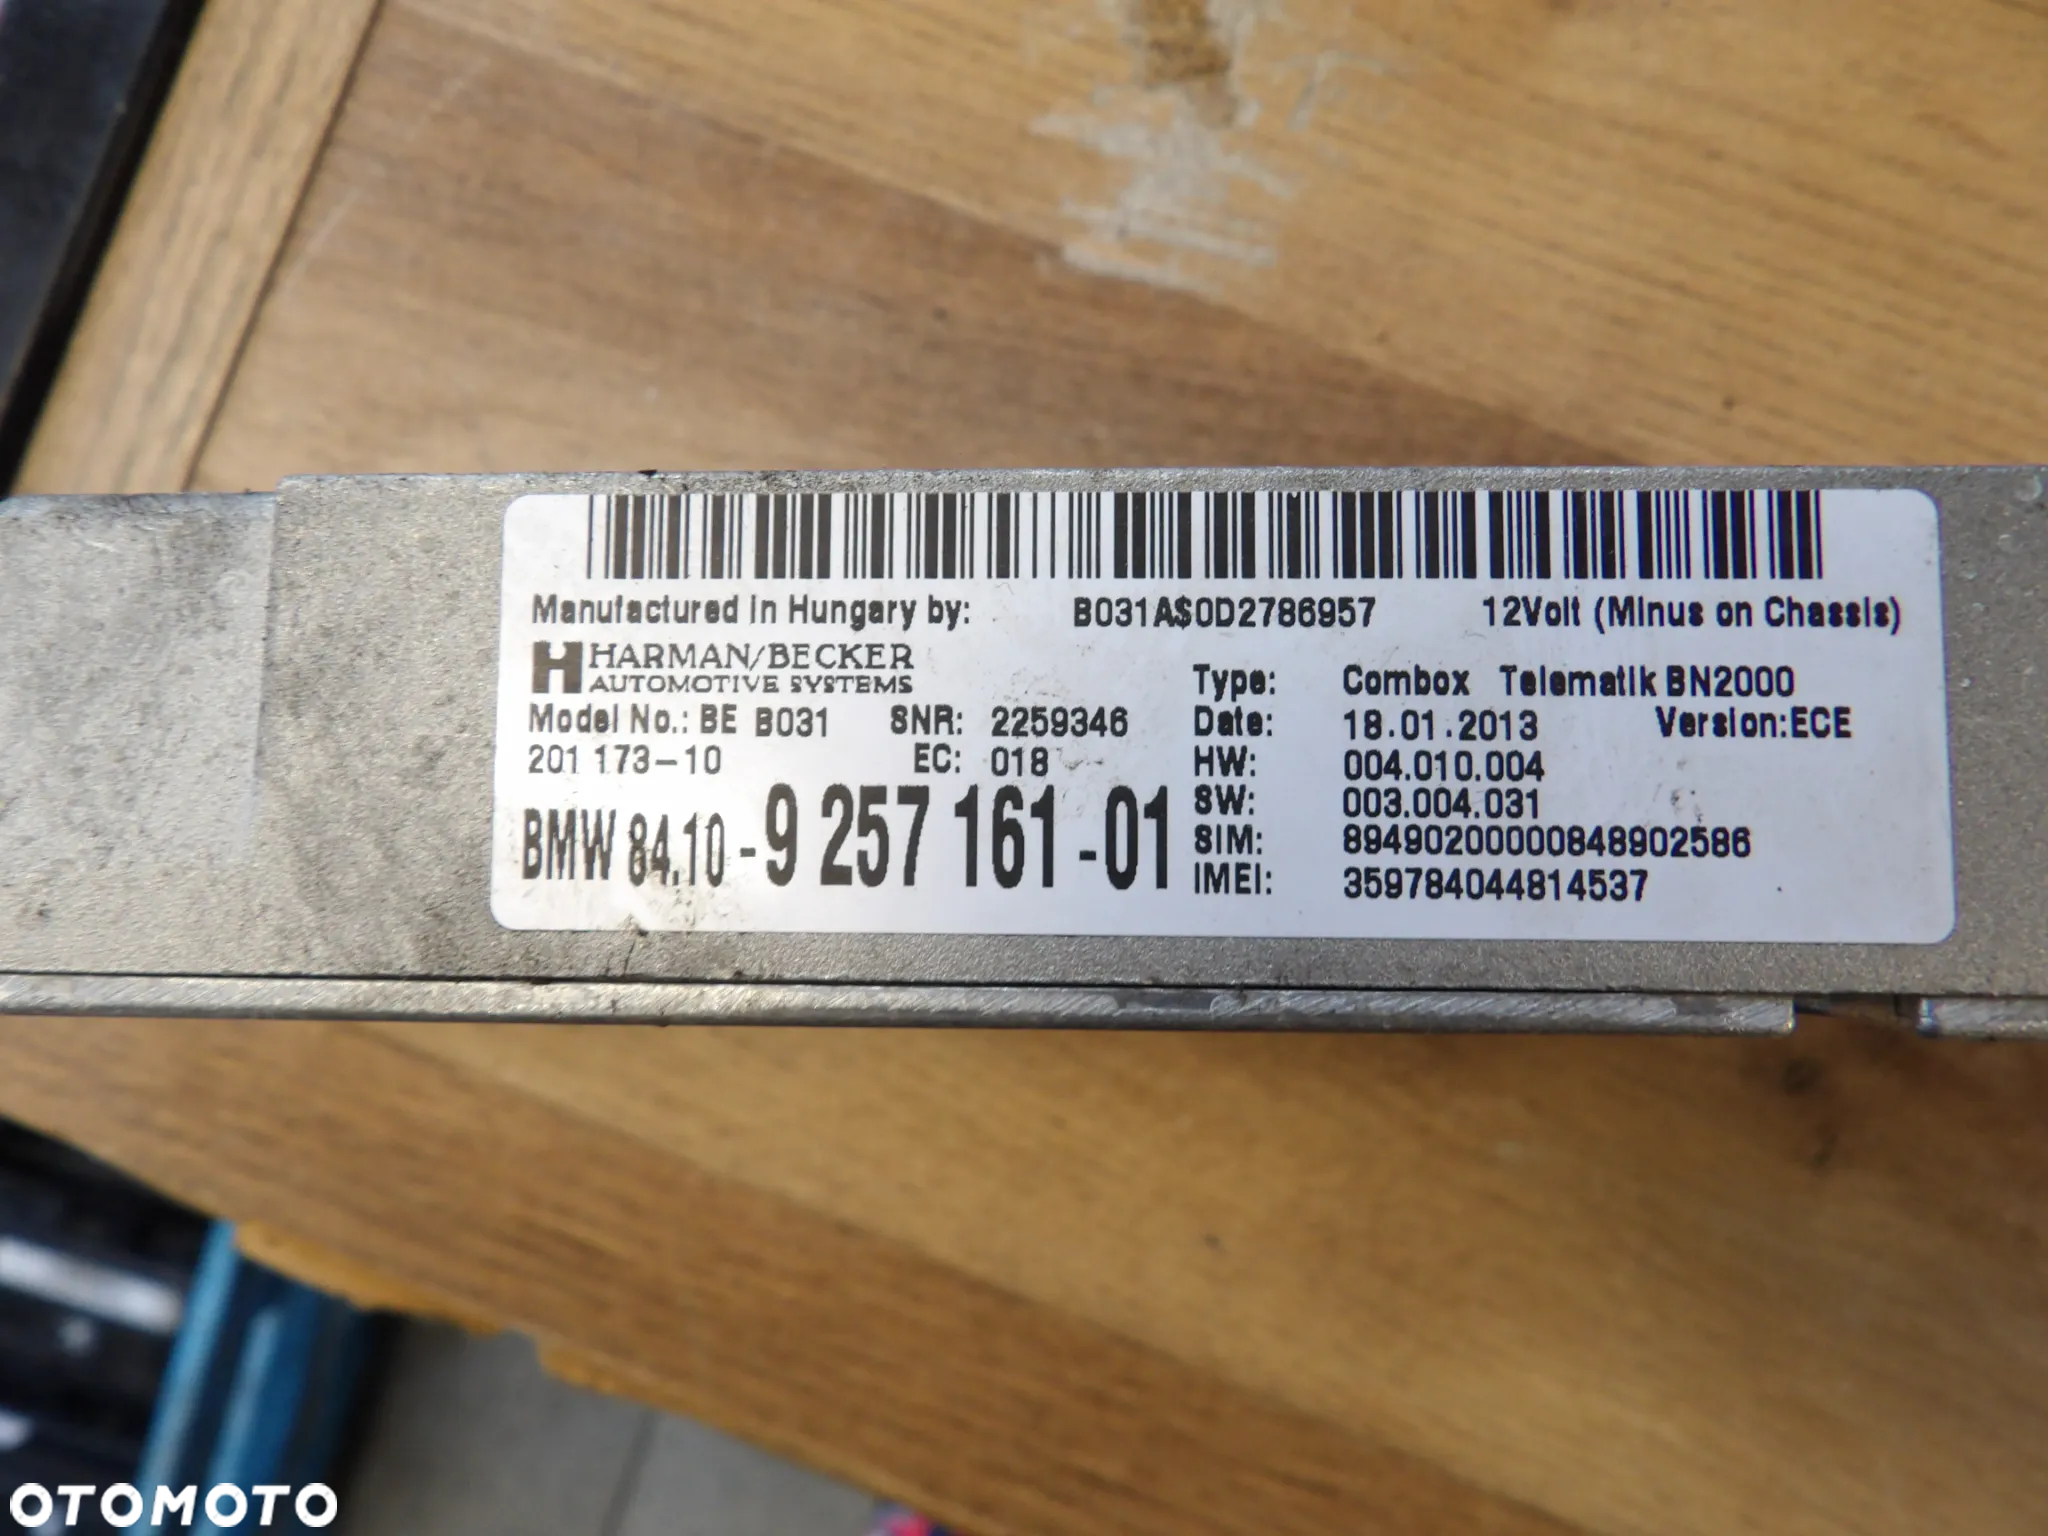 Manufactured in Hungary by: B031A$0D2786957 12Volt (Minus on Chassis)
HARMAN/BECKER
AUTOMOTIVE SYSTEMS
Type: Combox Telematik BN2000
Model No.: BE B031 SNR: 2259346 Date: 18.01.2013 Version:ECE
201 173-10 EC: 018 HW: 004.010.004
SW: 003.004.031
BMW 84.10-9 257 161-01
SIM: 89490200000848902586
IMEI: 359784044814537
OTOMOTO